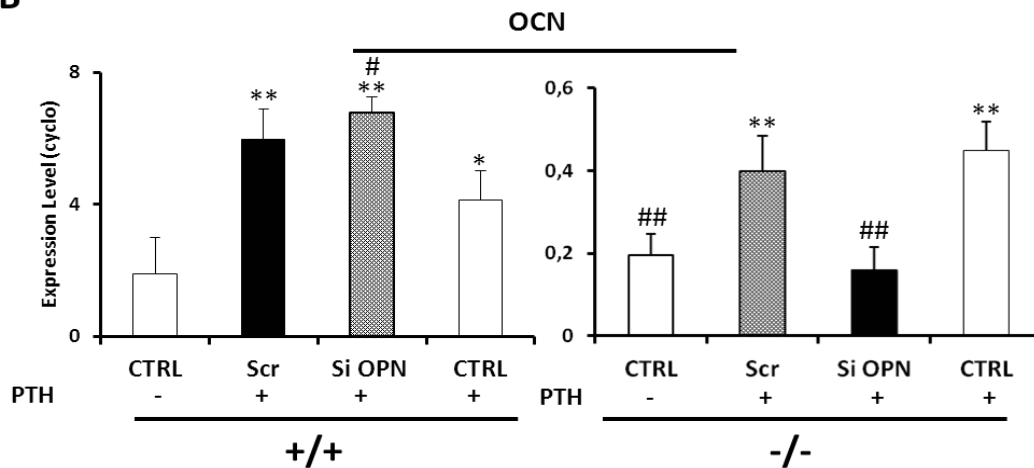 B
OCN
Expression Level (cyclo)
8
4
0
**
#
**
*
CTRL Scr Si OPN CTRL
PTH - + + +
+/+
0,6
0,4
0,2
0
##
**
##
**
CTRL Scr Si OPN CTRL
PTH - + + +
-/-